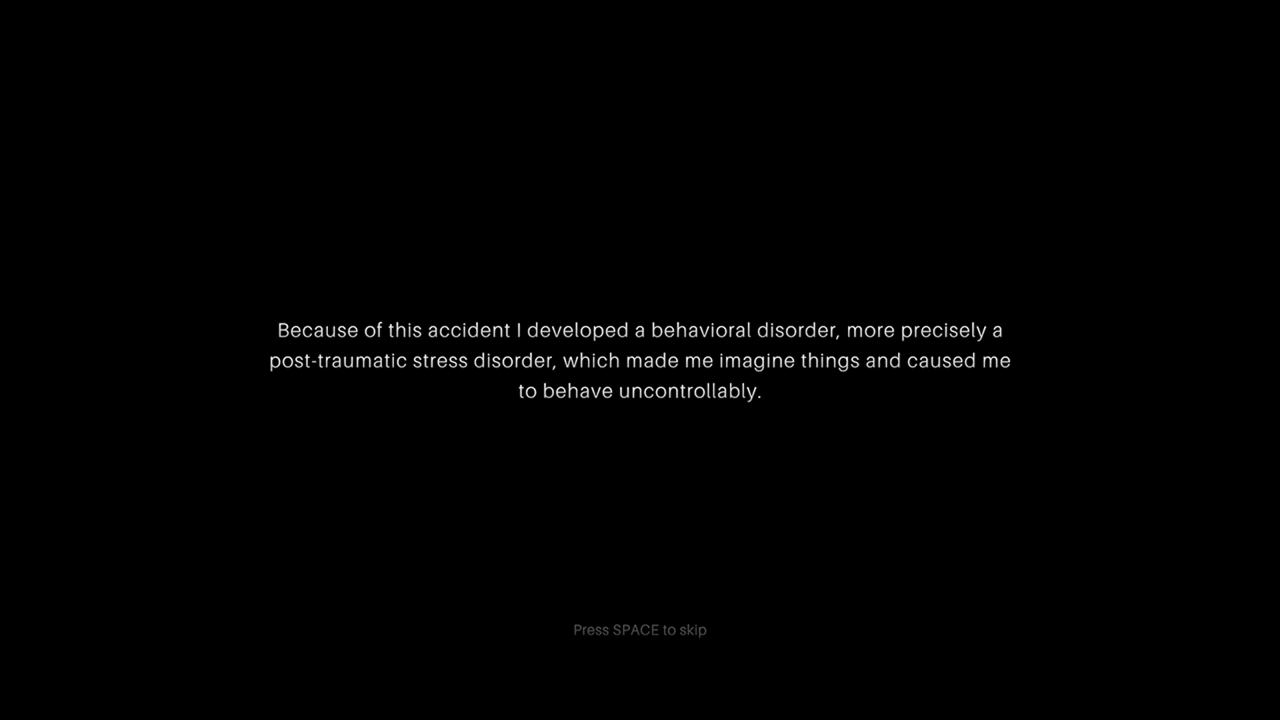 Because of this accident I developed a behavioral disorder, more precisely a
post-traumatic stress disorder, which made me imagine things and caused me
to behave uncontrollably.
Press SPACE to skip